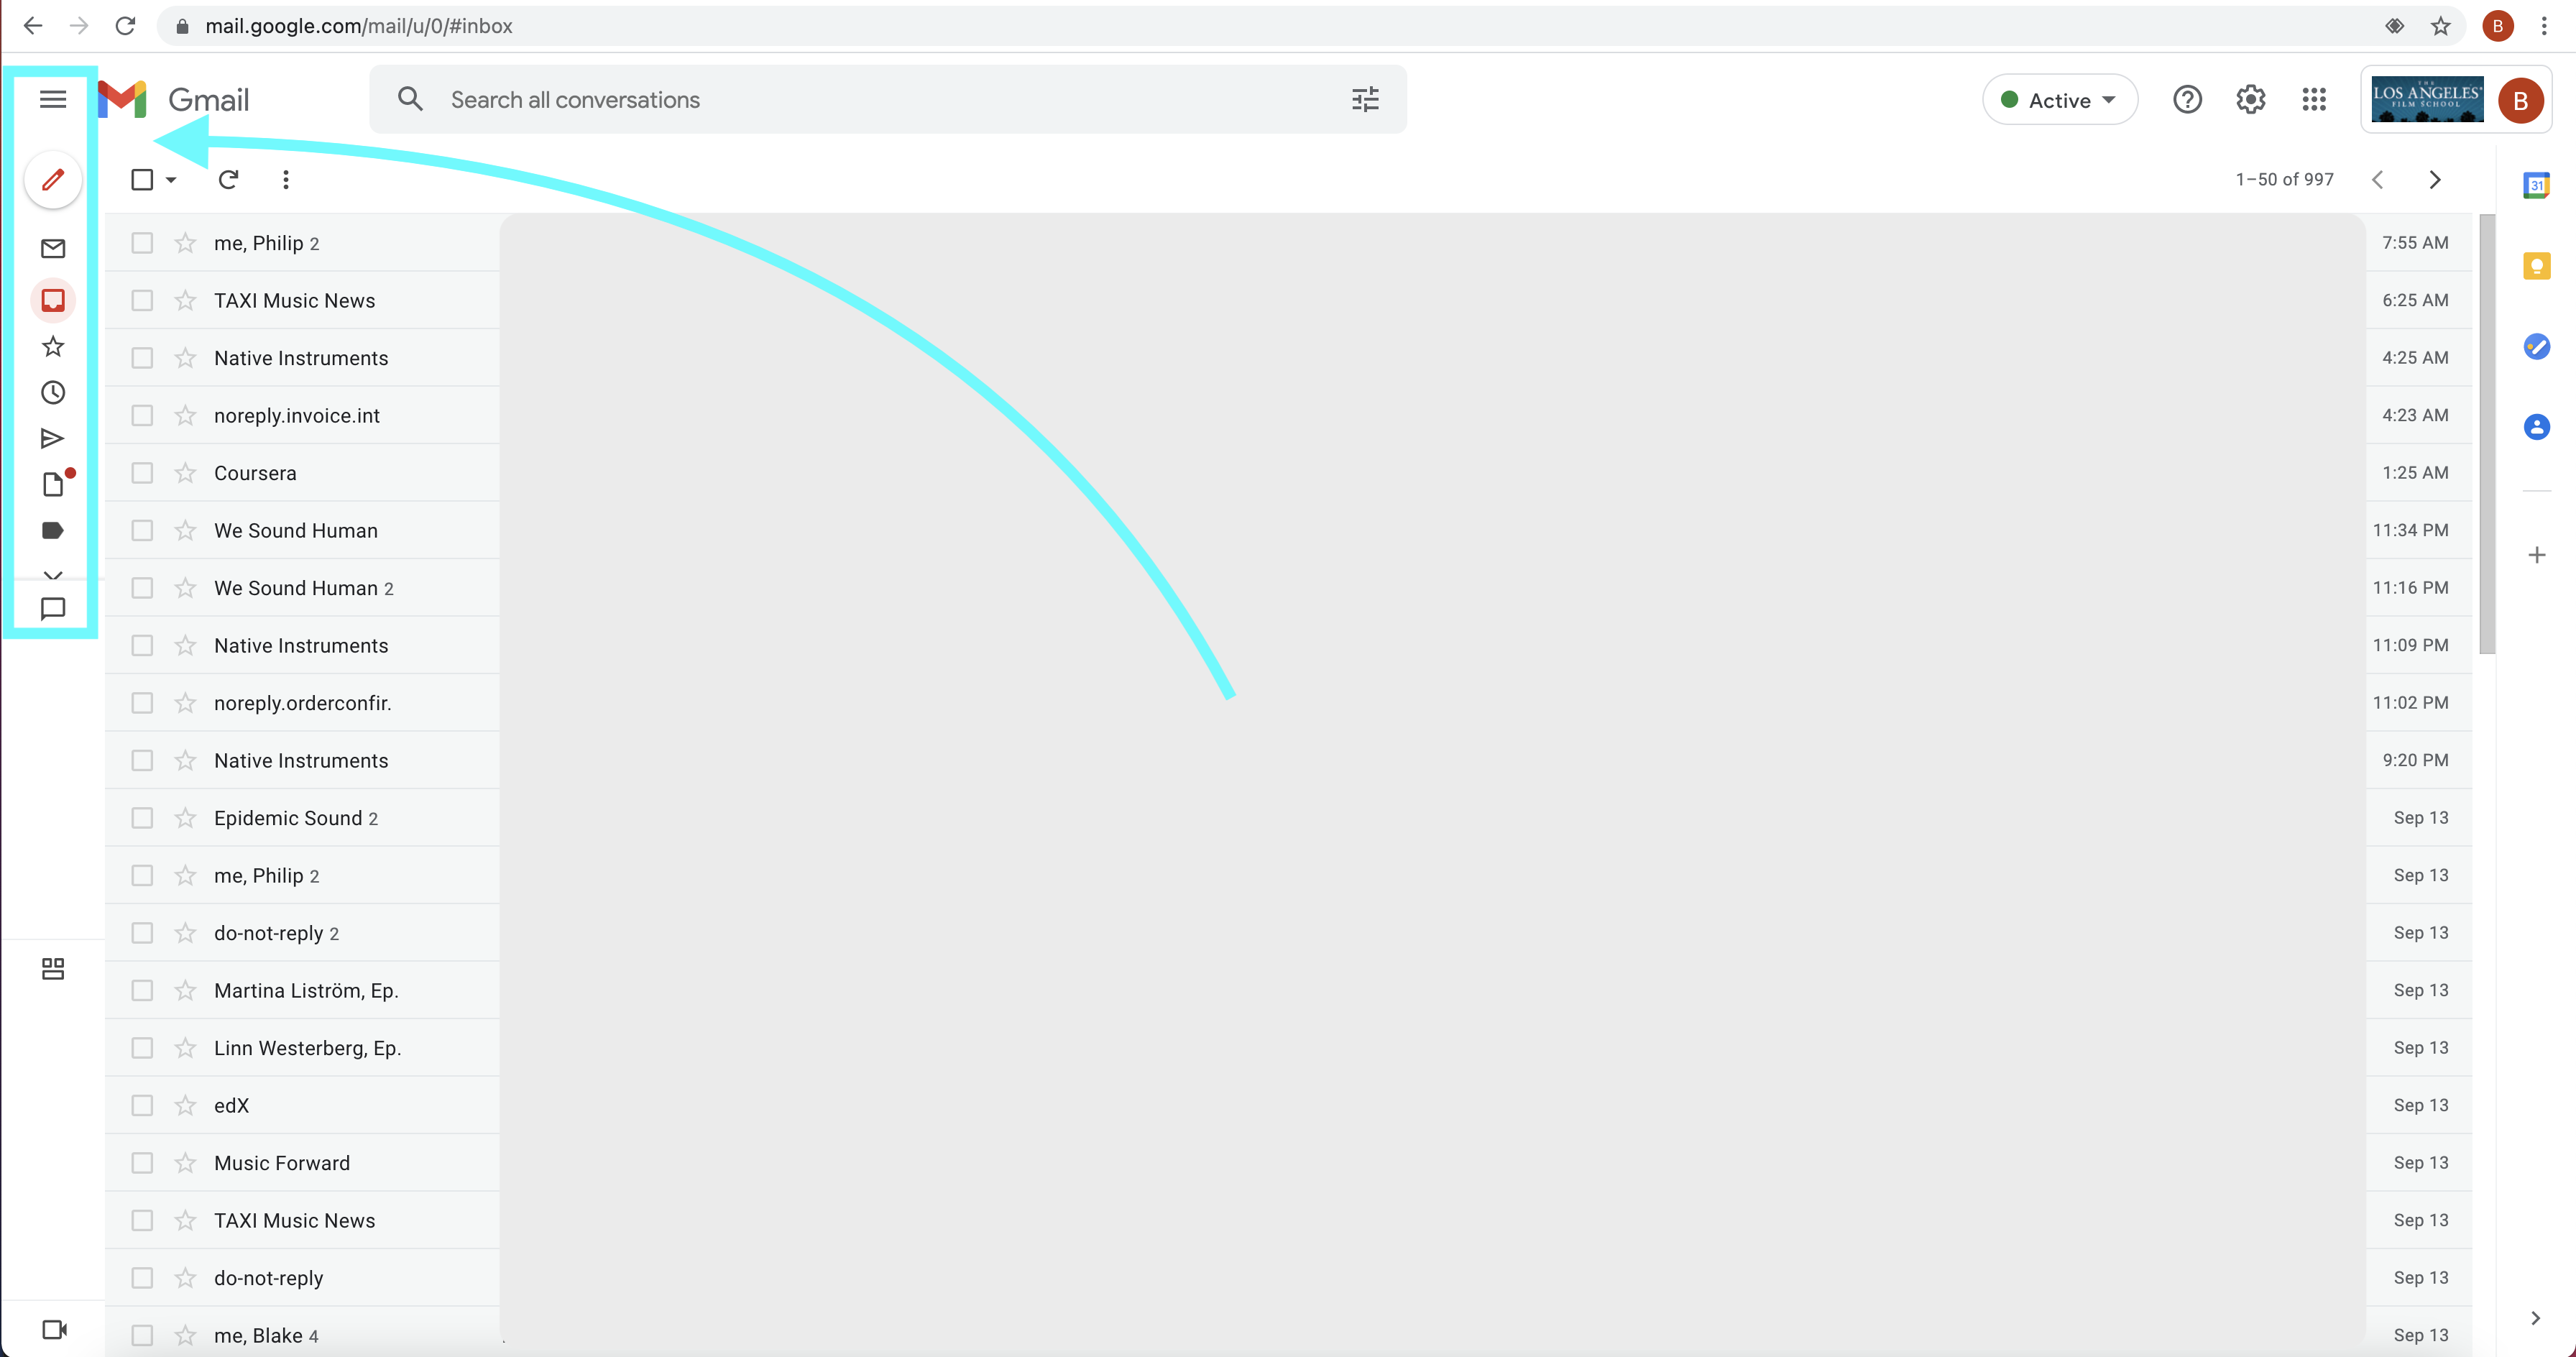 mail.google.com/mail/u/0/#inbox
B
Gmail
Search all conversations
Active
THE
LOS ANGELES
FILM SCHOOL
B
1–50 of 997
31
me, Philip 2
7:55 AM
TAXI Music News
6:25 AM
Native Instruments
4:25 AM
noreply.invoice.int
4:23 AM
Coursera
1:25 AM
We Sound Human
11:34 PM
We Sound Human 2
11:16 PM
Native Instruments
11:09 PM
noreply.orderconfir.
11:02 PM
Native Instruments
9:20 PM
Epidemic Sound 2
Sep 13
me, Philip 2
Sep 13
do-not-reply 2
Sep 13
Martina Liström, Ep.
Sep 13
Linn Westerberg, Ep.
Sep 13
edX
Sep 13
Music Forward
Sep 13
TAXI Music News
Sep 13
do-not-reply
Sep 13
me, Blake 4
Sep 13